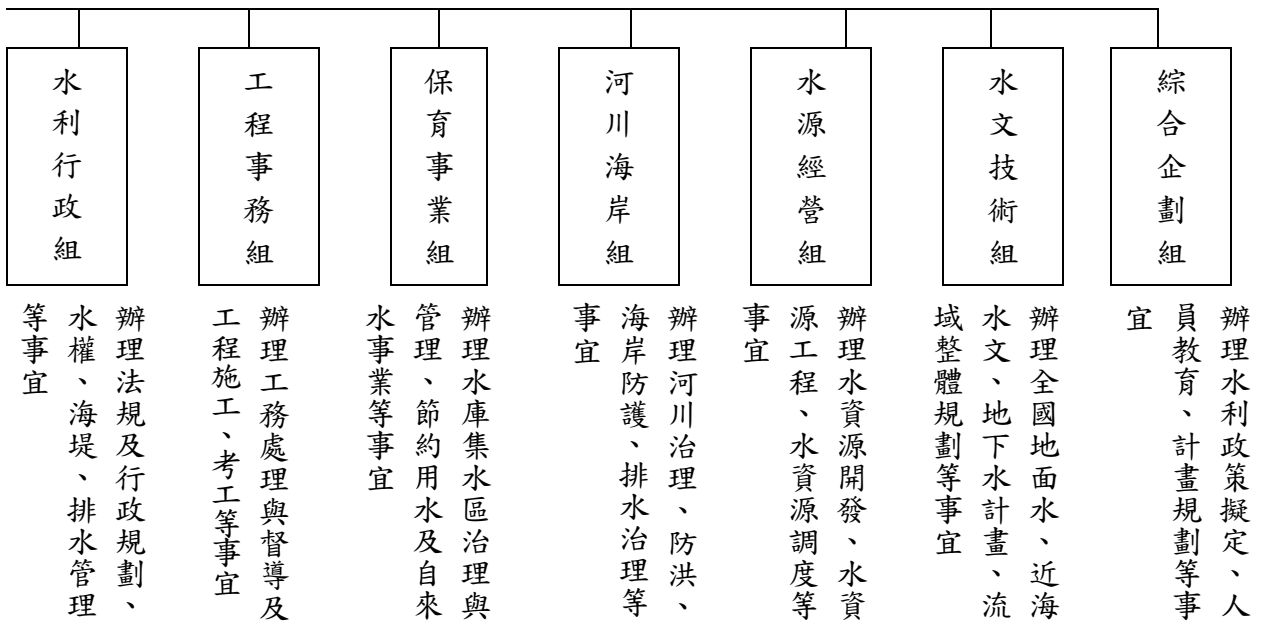 綜合企劃組
辦理水利政策擬定、人
員教育、計畫規劃等事
宜
水文技術組
辦理全國地面水、近海
水文、地下水計畫、流
域整體規劃等事宜
水源經營組
辦理水資源開發、水資
源工程、水資源調度等
事宜
河川海岸組
辦理河川治理、防洪、
海岸防護、排水治理等
事宜
保育事業組
辦理水庫集水區治理與
管理、節約用水及自來
水事業等事宜
工程事務組
辦理工務處理與督導及
工程施工、考工等事宜
水利行政組
辦理法規及行政規劃、
水權、海堤、排水管理
等事宜